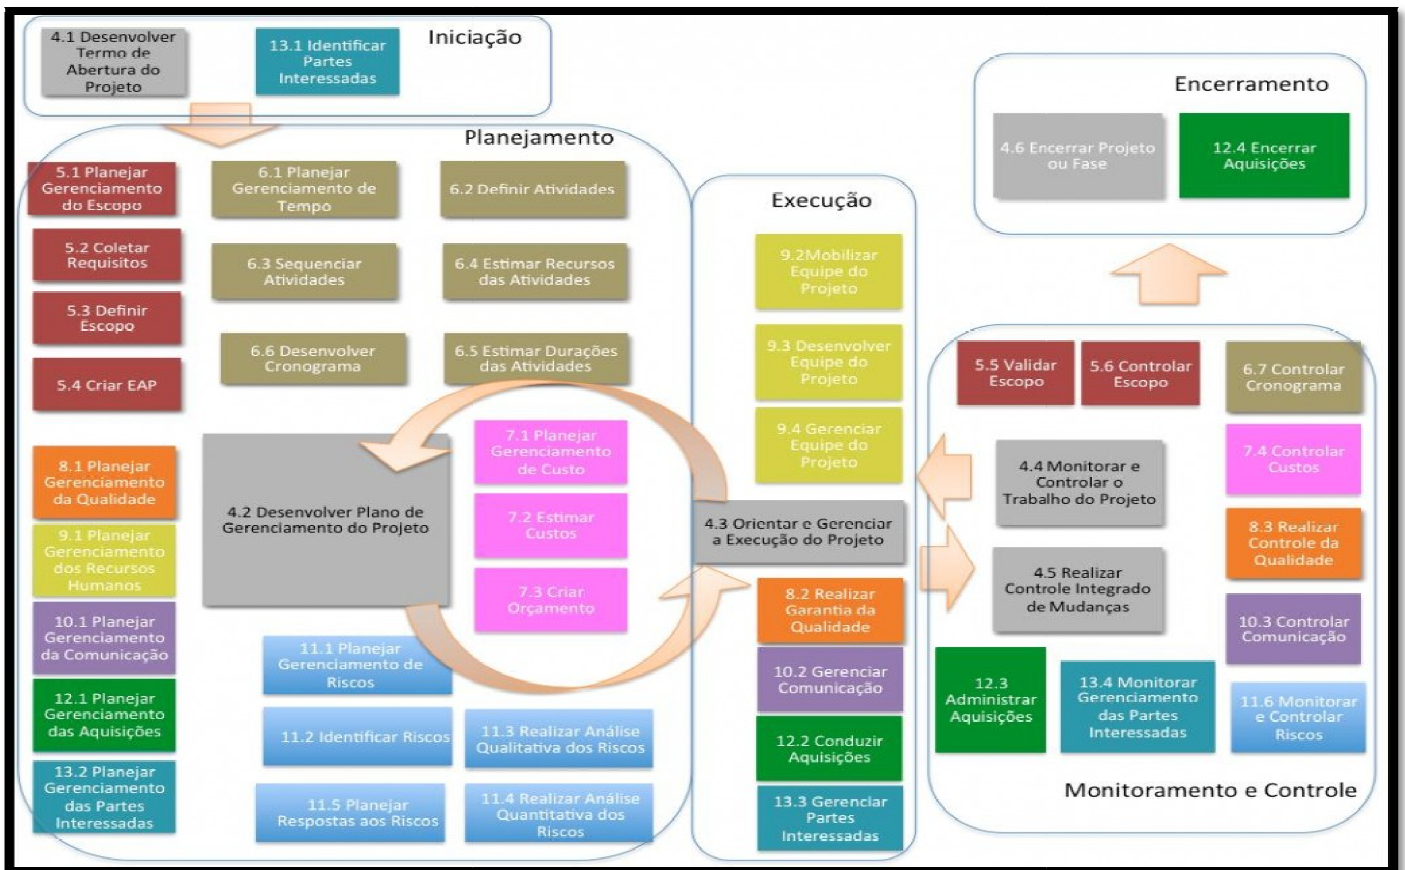 Iniciação
4.1 Desenvolver
Termo de
Abertura do
Projeto
13.1 Identificar
Partes
Interessadas
Planejamento
5.1 Planejar
Gerenciamento
do Escopo
6.1 Planejar
Gerenciamento de
Tempo
6.2 Definir Atividades
5.2 Coletar
Requisitos
6.3 Sequenciar
Atividades
6.4 Estimar Recursos
das Atividades
5.3 Definir
Escopo
6.6 Desenvolver
Cronograma
6.5 Estimar Durações
das Atividades
5.4 Criar EAP
8.1 Planejar
Gerenciamento
da Qualidade
4.2 Desenvolver Plano de
Gerenciamento do Projeto
7.1 Planejar
Gerenciamento
de Custo
7.2 Estimar
Custos
7.3 Criar
Orçamento
9.1 Planejar
Gerenciamento
dos Recursos
Humanos
10.1 Planejar
Gerenciamento
da Comunicação
12.1 Planejar
Gerenciamento
das Aquisições
13.2 Planejar
Gerenciamento
das Partes
Interessadas
11.1 Planejar
Gerenciamento de
Riscos
11.2 Identificar Riscos
11.3 Realizar Análise
Qualitativa dos Riscos
11.5 Planejar
Respostas aos Riscos
11.4 Realizar Análise
Quantitativa dos
Riscos
Execução
9.2Mobilizar
Equipe do
Projeto
9.3 Desenvolver
Equipe do
Projeto
9.4 Gerenciar
Equipe do
Projeto
4.3 Orientar e Gerenciar
a Execução do Projeto
8.2 Realizar
Garantia da
Qualidade
10.2 Gerenciar
Comunicação
12.2 Conduzir
Aquisições
13.3 Gerenciar
Partes
Interessadas
Encerramento
4.6 Encerrar Projeto
ou Fase
12.4 Encerrar
Aquisições
5.5 Validar
Escopo
5.6 Controlar
Escopo
6.7 Controlar
Cronograma
4.4 Monitorar e
Controlar o
Trabalho do Projeto
7.4 Controlar
Custos
4.5 Realizar
Controle Integrado
de Mudanças
8.3 Realizar
Controle da
Qualidade
10.3 Controlar
Comunicação
12.3
Administrar
Aquisições
13.4 Monitorar
Gerenciamento
das Partes
Interessadas
11.6 Monitorar
e Controlar
Riscos
Monitoramento e Controle